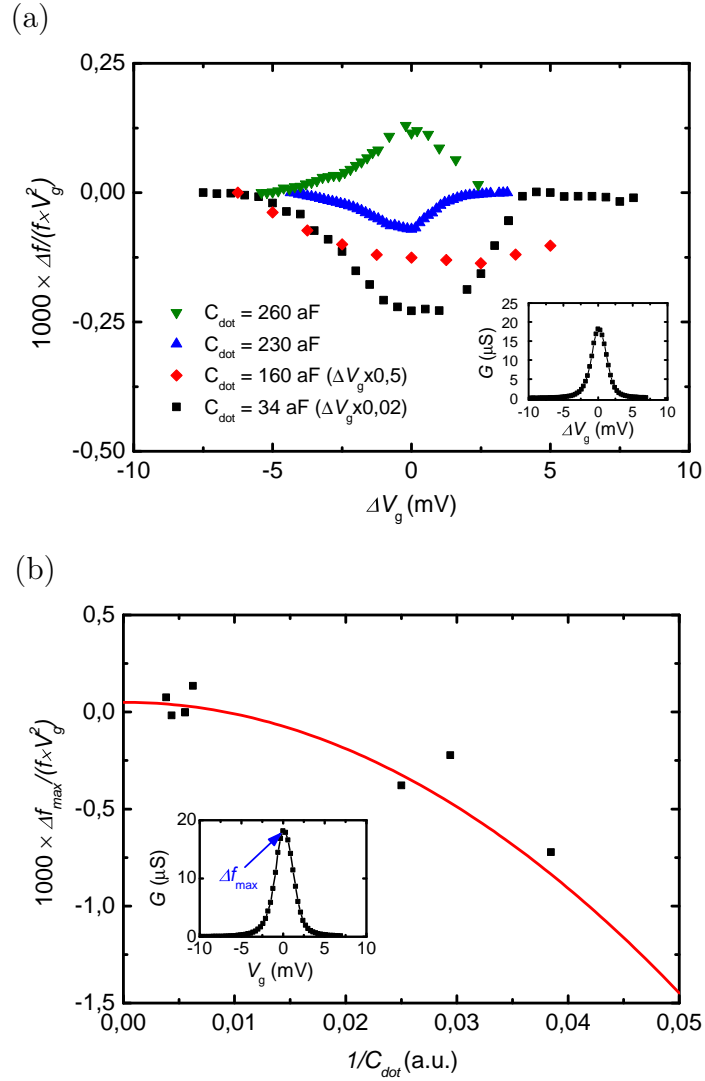 (a)
0,25
0,00
-0,25
-0,50
1000 × Δf/(f×V_g^2)
C_dot = 260 aF
C_dot = 230 aF
C_dot = 160 aF (ΔV_g x0,5)
C_dot = 34 aF (ΔV_g x0,02)
25
20
15
10
5
0
G (μS)
-10 -5 0 5 10
ΔV_g (mV)
-10 -5 0 5 10
ΔV_g (mV)
(b)
0,5
0,0
-0,5
-1,0
-1,5
1000 × Δf_max/(f×V_g^2)
20
10
0
G (μS)
Δf_max
-10 -5 0 5 10
V_g (mV)
0,00 0,01 0,02 0,03 0,04 0,05
1/C_dot (a.u.)